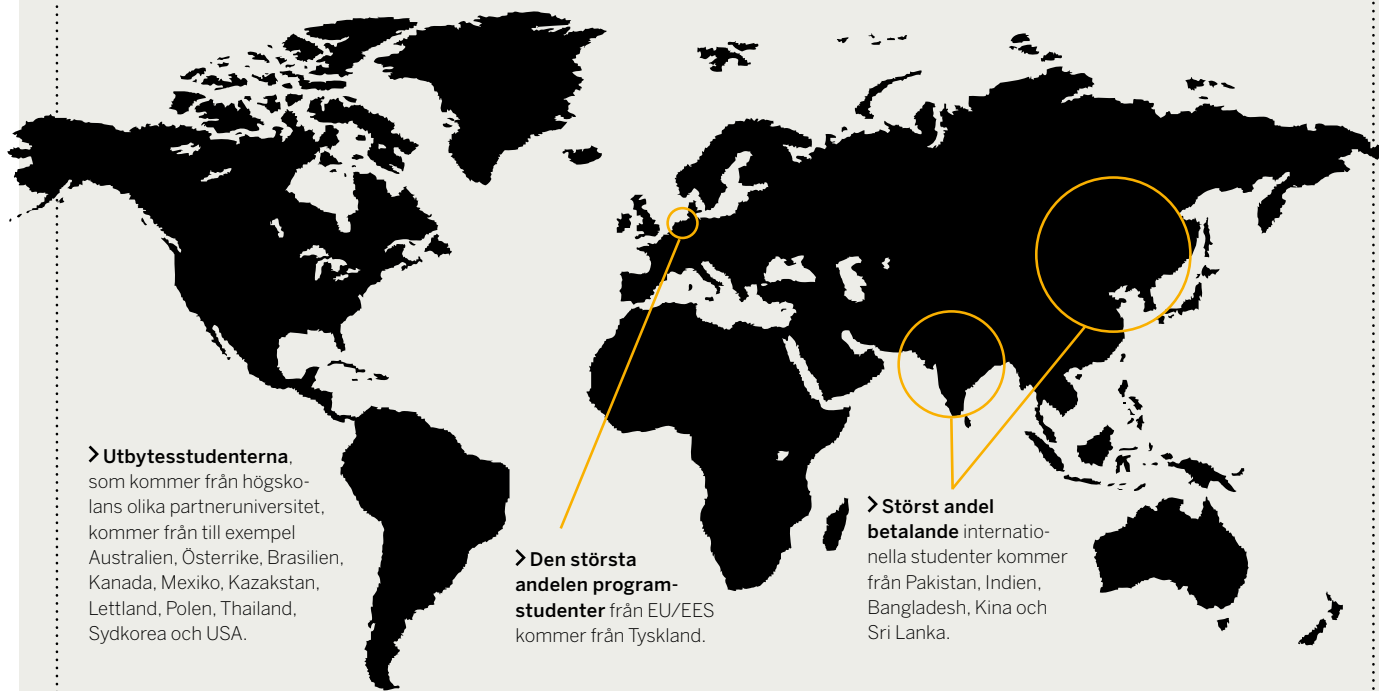 > Utbytesstudenterna,
som kommer från högsko-
lans olika partneruniversitet,
kommer från till exempel
Australien, Österrike, Brasilien,
Kanada, Mexiko, Kazakstan,
Lettland, Polen, Thailand,
Sydkorea och USA.
> Den största
andelen program-
studenter från EU/EES
kommer från Tyskland.
> Störst andel
betalande internatio-
nella studenter kommer
från Pakistan, Indien,
Bangladesh, Kina och
Sri Lanka.